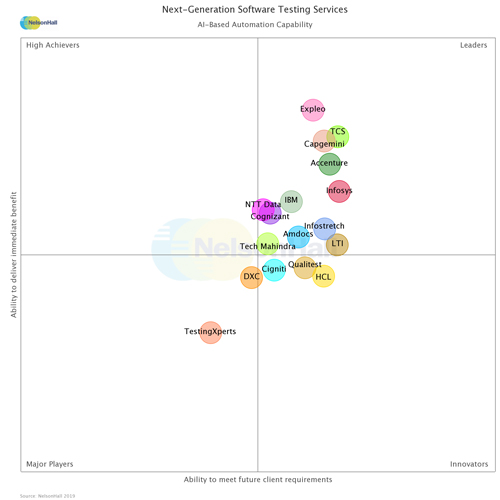 Next-Generation Software Testing Services
AI-Based Automation Capability
NelsonHall
High Achievers
Leaders
Expleo
TCS
Capgemini
Accenture
Infosys
IBM
NTT Data
Cognizant
Infostretch
Amdocs
LTI
Tech Mahindra
NelsonHall
Qualitest
Cigniti
DXC
HCL
TestingXperts
Ability to deliver immediate benefit
Major Players
Innovators
Ability to meet future client requirements
Source: NelsonHall 2019